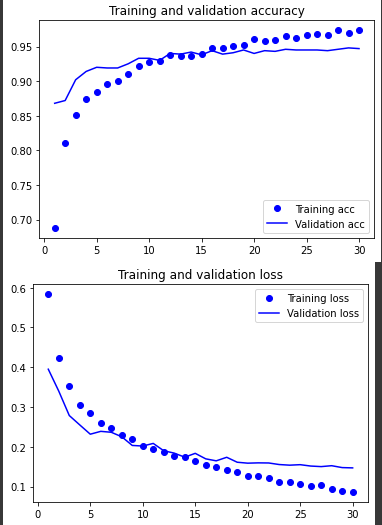 Training and validation accuracy
0.95
0.90
0.85
0.80
0.75
0.70
Training acc
Validation acc
0 5 10 15 20 25 30
Training and validation loss
0.6
0.5
0.4
0.3
0.2
0.1
Training loss
Validation loss
0 5 10 15 20 25 30